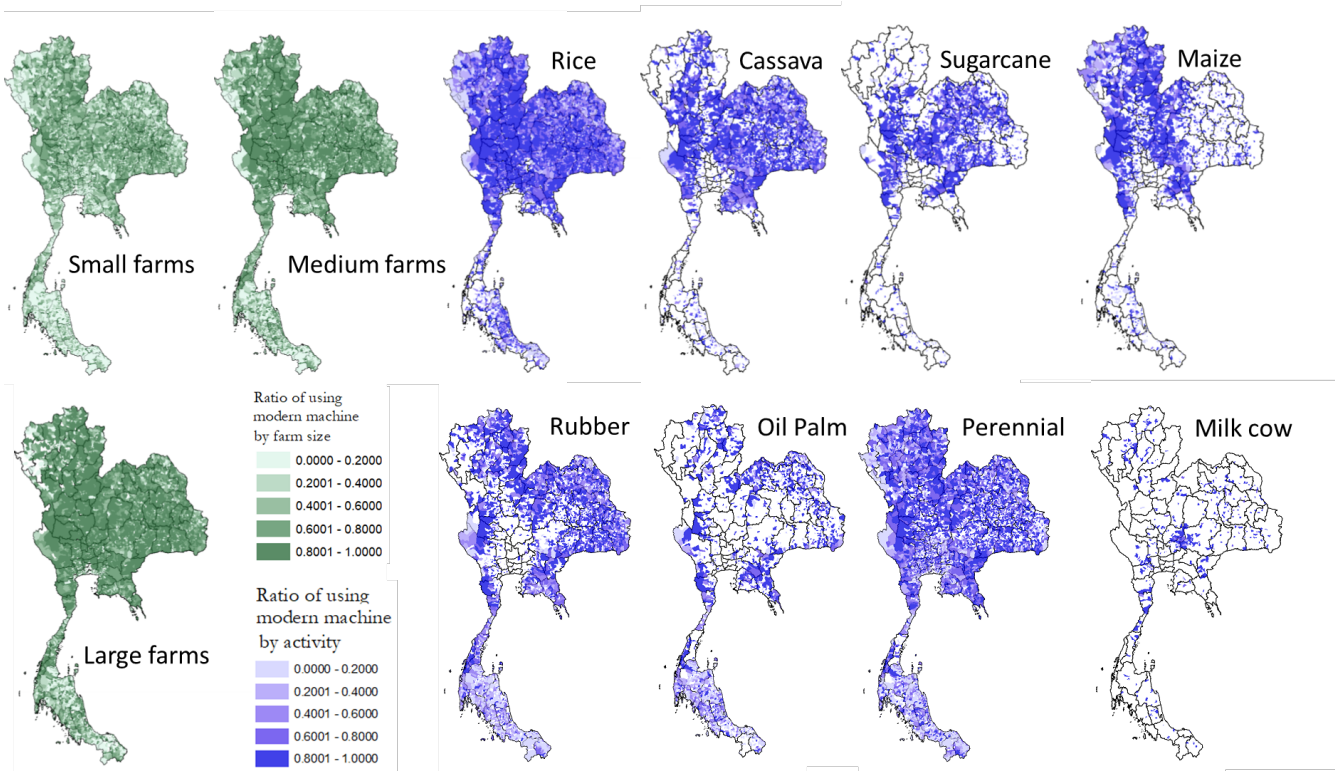 Rice
Cassava
Sugarcane
Maize
Small farms
Medium farms
Large farms
Ratio of using
modern machine
by farm size
0.0000 - 0.2000
0.2001 - 0.4000
0.4001 - 0.6000
0.6001 - 0.8000
0.8001 - 1.0000
Ratio of using
modern machine
by activity
0.0000 - 0.2000
0.2001 - 0.4000
0.4001 - 0.6000
0.6001 - 0.8000
0.8001 - 1.0000
Rubber
Oil Palm
Perennial
Milk cow